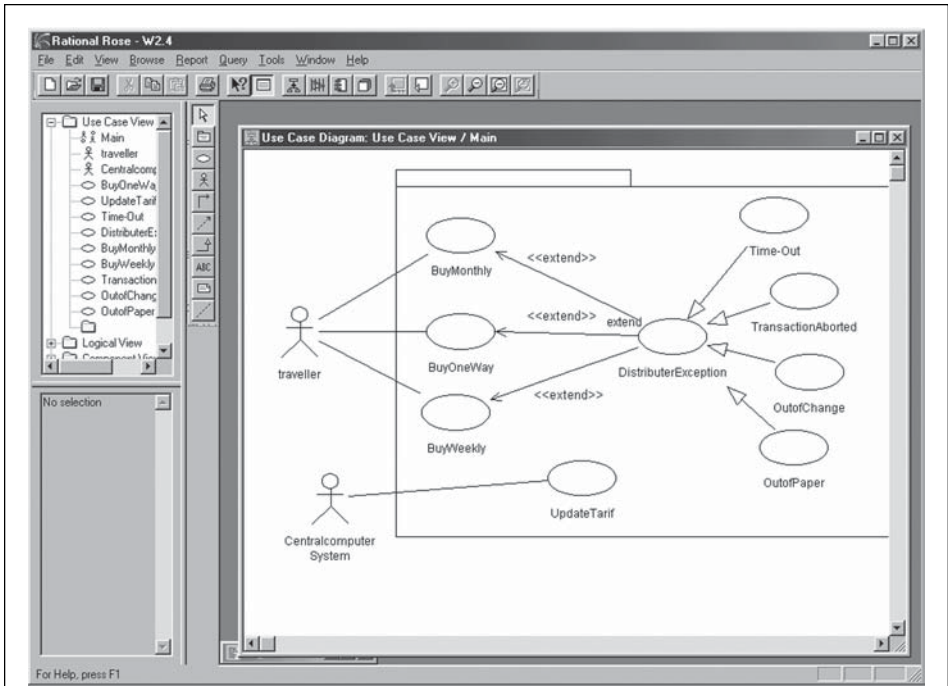 Rational Rose - W2.4
File Edit View Browse Report Query Tools Window Help
Use Case View
Main
traveller
Centralcomp
BuyOneWa
UpdateTarif
Time-Out
DistributerE:
BuyMonthly
BuyWeekly
Transaction
OutofChang
OutofPaper
Logical View
Component View
ABC
No selection
Use Case Diagram: Use Case View / Main
Time-Out
<<extend>>
BuyMonthly
<<extend>>
extend
TransactionAborted
traveller
BuyOneWay
DistributerException
<<extend>>
OutofChange
BuyWeekly
OutofPaper
UpdateTarif
Centralcomputer
System
For Help, press F1